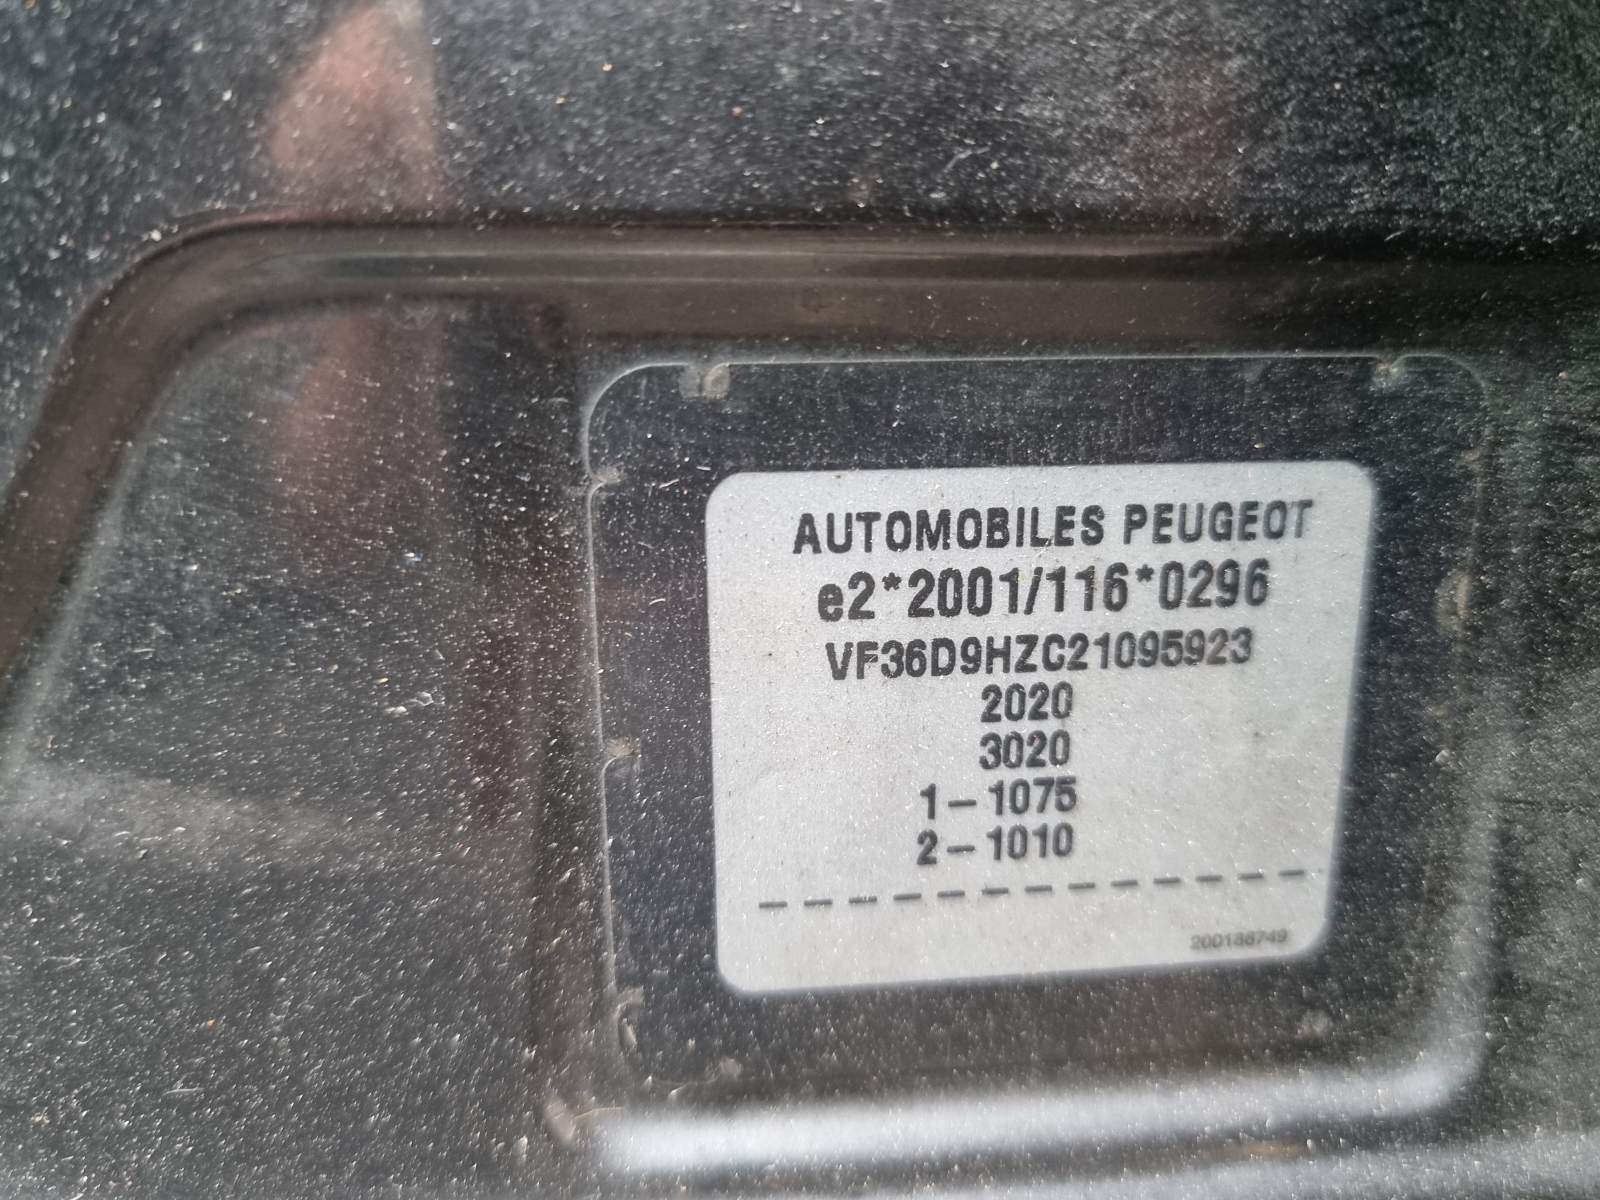 AUTOMOBILES PEUGEOT
e2*2001/116*0296
VF36D9HZC21095923
2020
3020
1-1075
2-1010
200188749